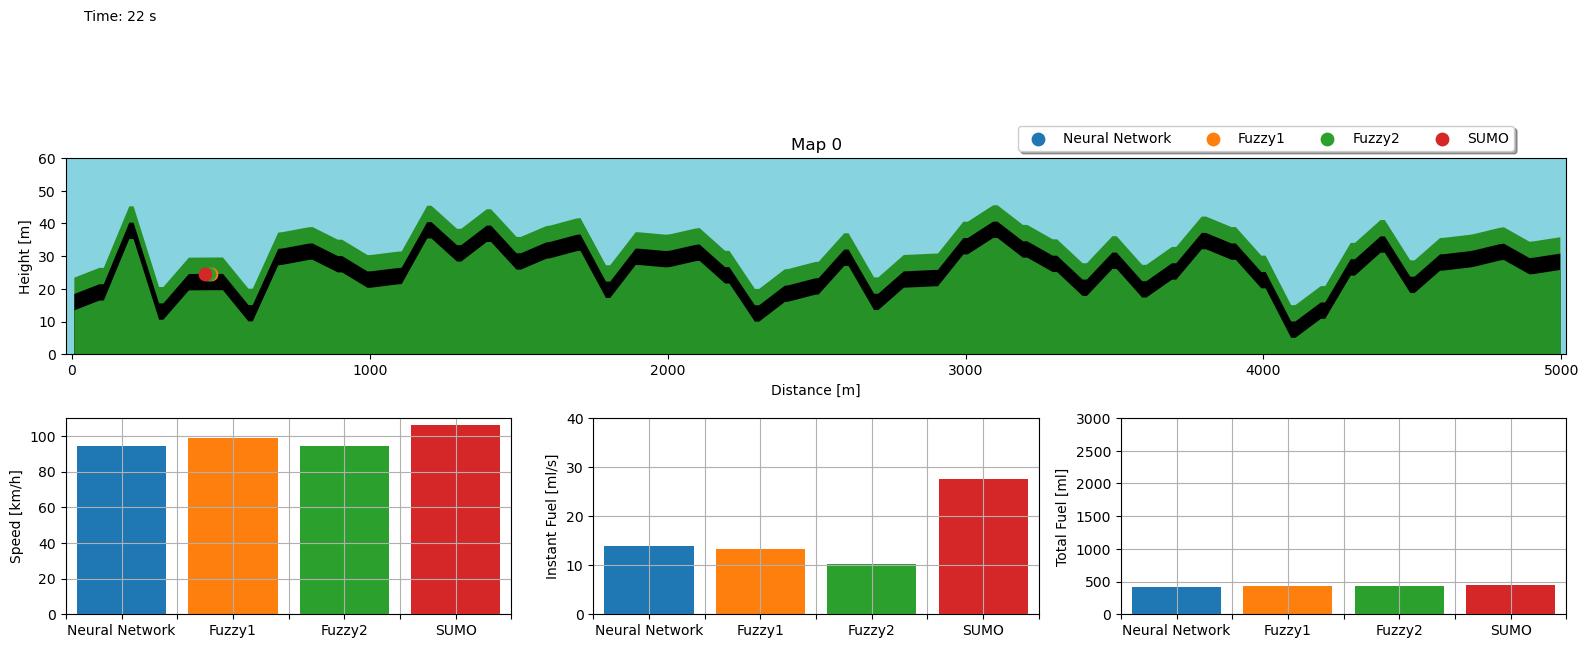 Time: 22 s
Neural Network Fuzzy1 Fuzzy2 SUMO
Map 0
Height [m]
60
50
40
30
20
10
0
0 1000 2000 3000 4000 5000
Distance [m]
Speed [km/h]
100
80
60
40
20
0
Neural Network Fuzzy1 Fuzzy2 SUMO
Instant Fuel [ml/s]
40
30
20
10
0
Neural Network Fuzzy1 Fuzzy2 SUMO
Total Fuel [ml]
3000
2500
2000
1500
1000
500
0
Neural Network Fuzzy1 Fuzzy2 SUMO